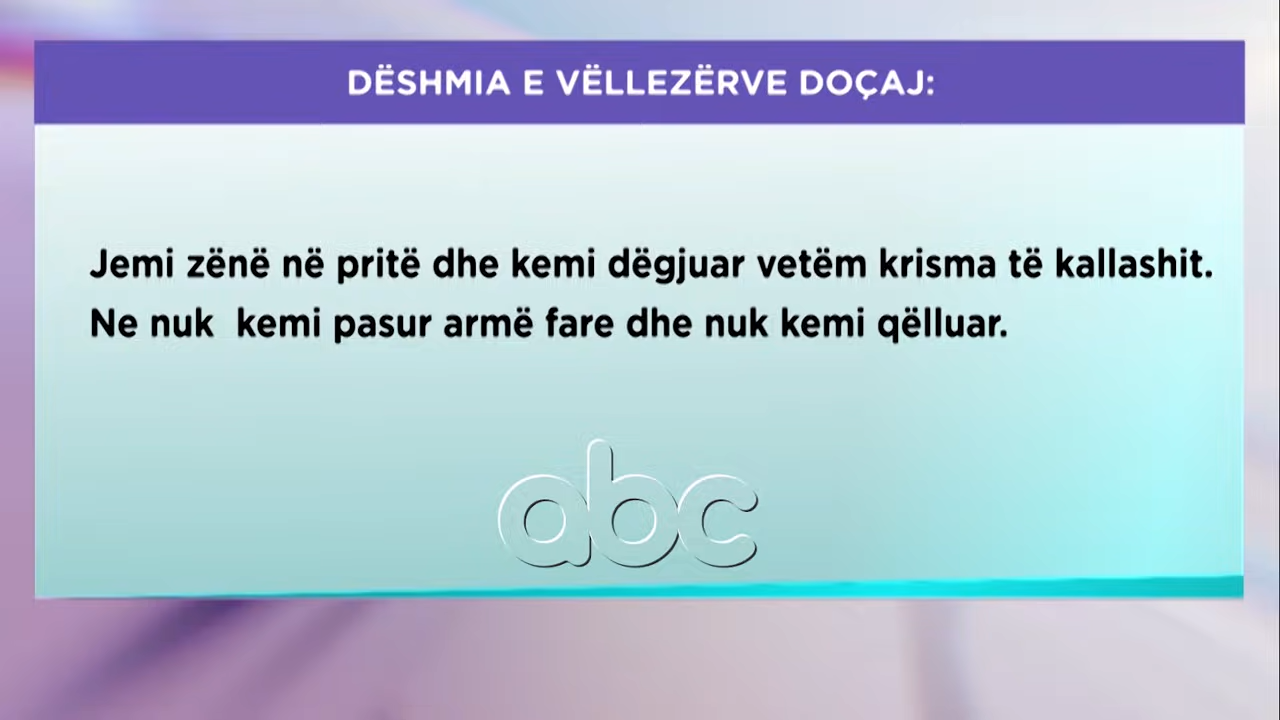 DËSHMIA E VËLLEZËRVE DOÇAJ:
Jemi zënë në pritë dhe kemi dëgjuar vetëm krisma të kallashit.
Ne nuk  kemi pasur armë fare dhe nuk kemi qëlluar.
abc